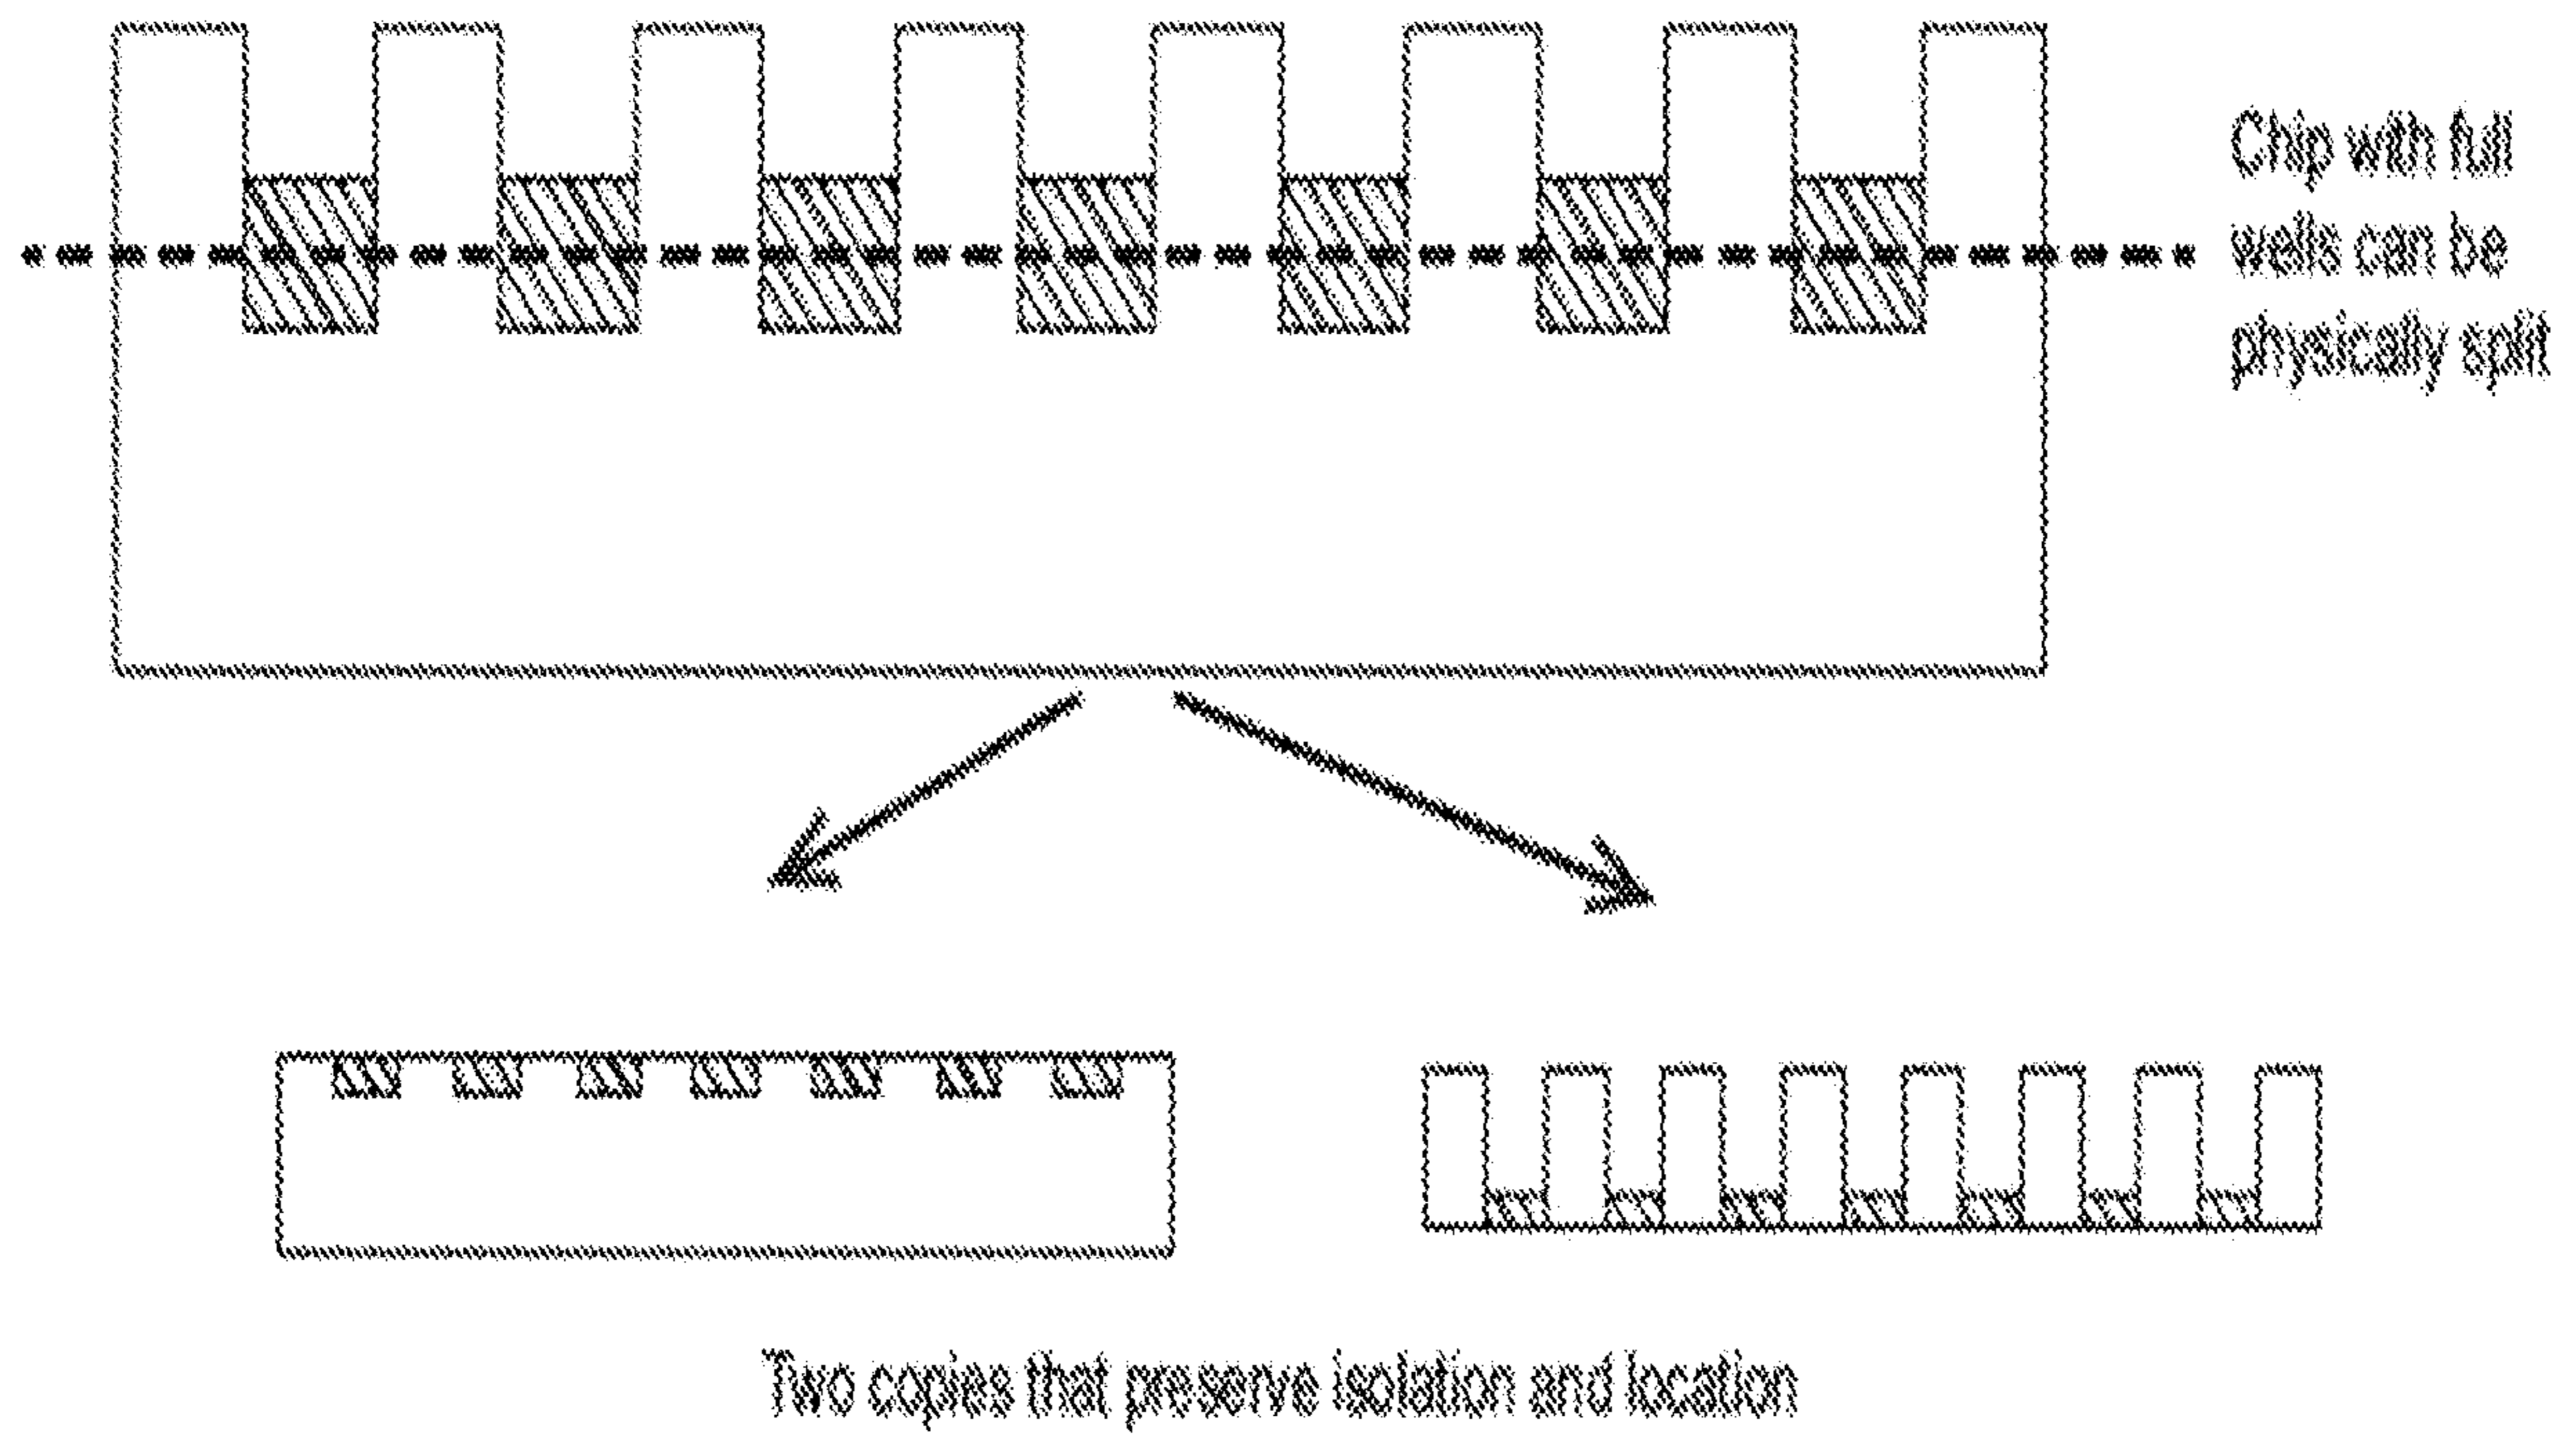 Chip with full
wells can be
physically split
Two copies that preserve isolation and location